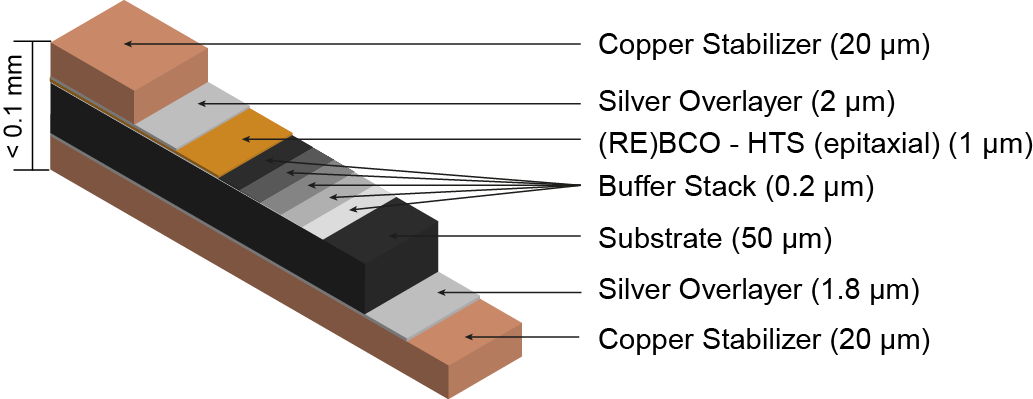 Copper Stabilizer (20 μm)
< 0.1 mm
Silver Overlayer (2 μm)
(RE)BCO - HTS (epitaxial) (1 μm)
Buffer Stack (0.2 μm)
Substrate (50 μm)
Silver Overlayer (1.8 μm)
Copper Stabilizer (20 μm)